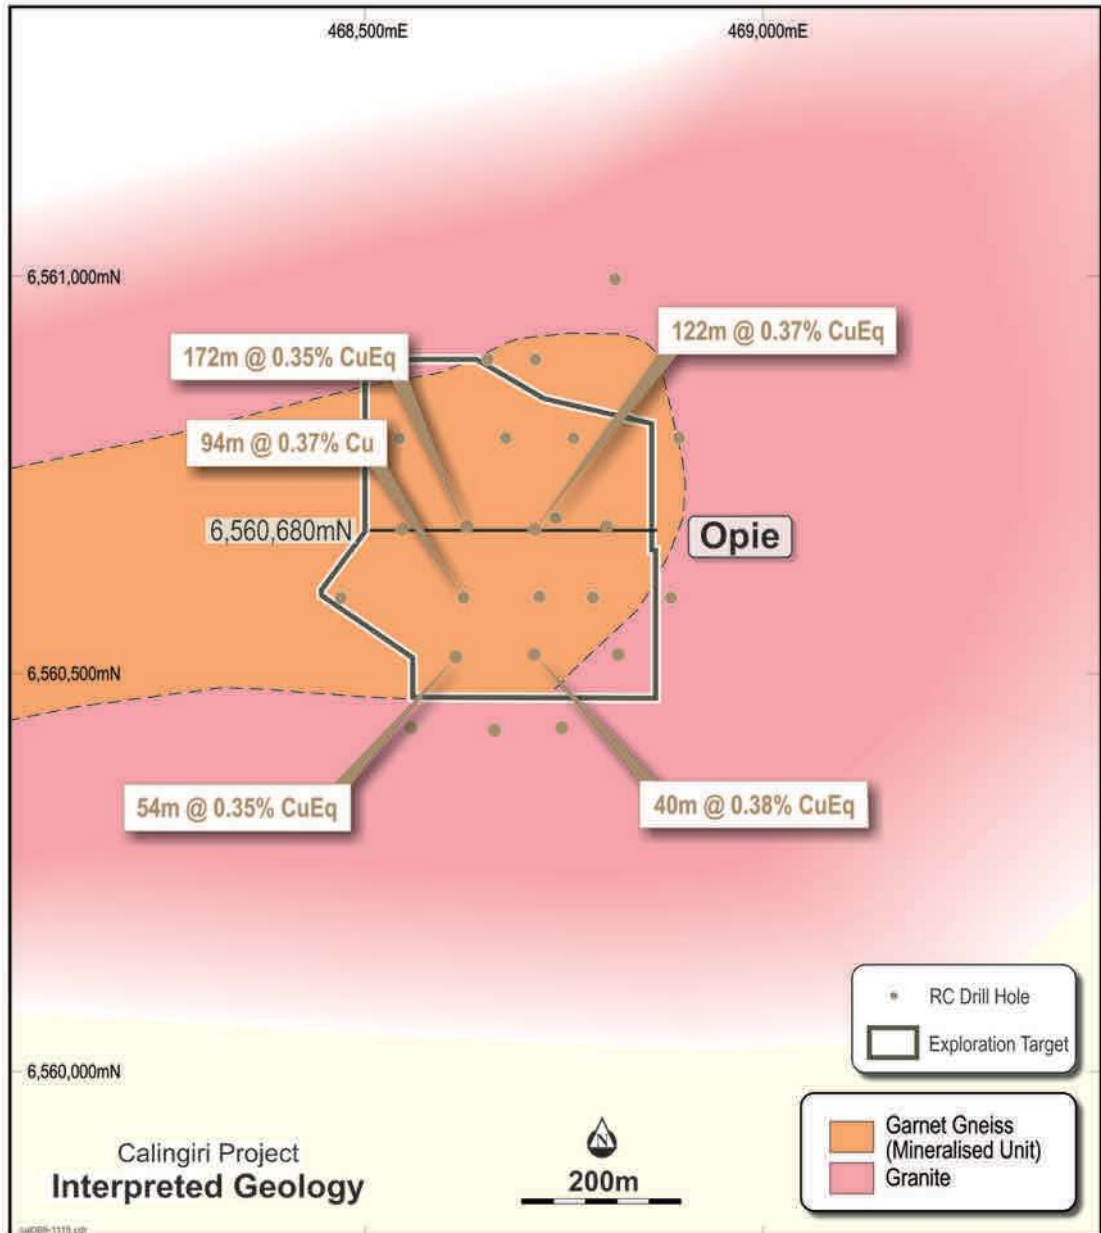 468,500mE
469,000mE
6,561,000mN
172m @ 0.35% CuEq
122m @ 0.37% CuEq
94m @ 0.37% Cu
6,560,680mN
Opie
6,560,500mN
54m @ 0.35% CuEq
40m @ 0.38% CuEq
RC Drill Hole
Exploration Target
6,560,000mN
Garnet Gneiss
(Mineralised Unit)
Granite
Calingiri Project
Interpreted Geology
N
200m